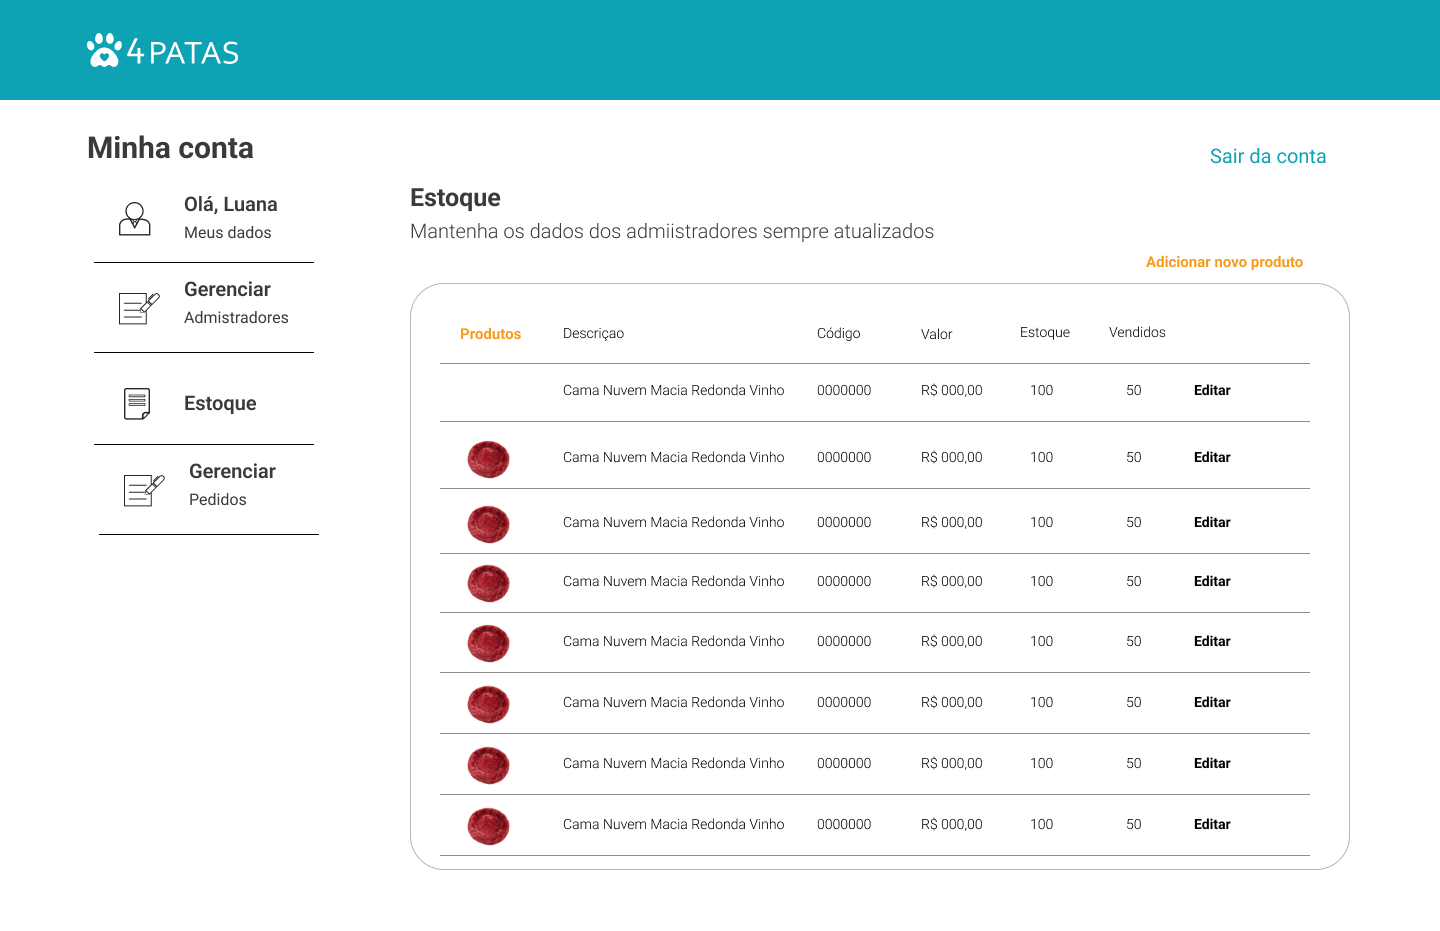 4 PATAS
Minha conta
Sair da conta
Olá, Luana
Meus dados
Gerenciar
Admistradores
Estoque
Gerenciar
Pedidos
Estoque
Mantenha os dados dos admiistradores sempre atualizados
Adicionar novo produto
Produtos Descriçao Código Valor Estoque Vendidos
Cama Nuvem Macia Redonda Vinho 0000000 R$ 000,00 100 50 Editar
Cama Nuvem Macia Redonda Vinho 0000000 R$ 000,00 100 50 Editar
Cama Nuvem Macia Redonda Vinho 0000000 R$ 000,00 100 50 Editar
Cama Nuvem Macia Redonda Vinho 0000000 R$ 000,00 100 50 Editar
Cama Nuvem Macia Redonda Vinho 0000000 R$ 000,00 100 50 Editar
Cama Nuvem Macia Redonda Vinho 0000000 R$ 000,00 100 50 Editar
Cama Nuvem Macia Redonda Vinho 0000000 R$ 000,00 100 50 Editar
Cama Nuvem Macia Redonda Vinho 0000000 R$ 000,00 100 50 Editar